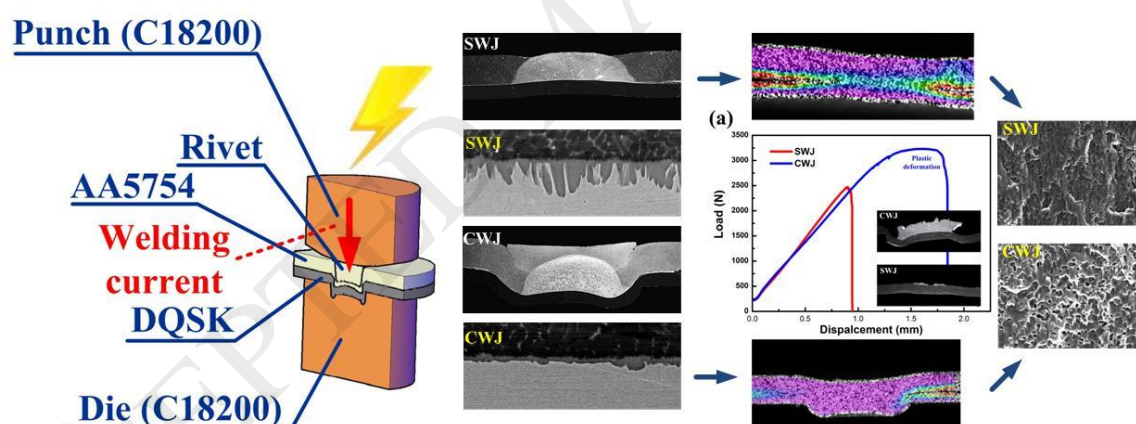 Punch (C18200)
Rivet
AA5754
Welding
current
DQSK
Die (C18200)
SWJ
SWJ
CWJ
CWJ
(a)
3500
3000
2500
2000
1500
1000
500
0
Load (N)
SWJ
CWJ
Plastic
deformation
CWJ
SWJ
0.0
0.5
1.0
1.5
2.0
Dispalcement (mm)
SWJ
CWJ